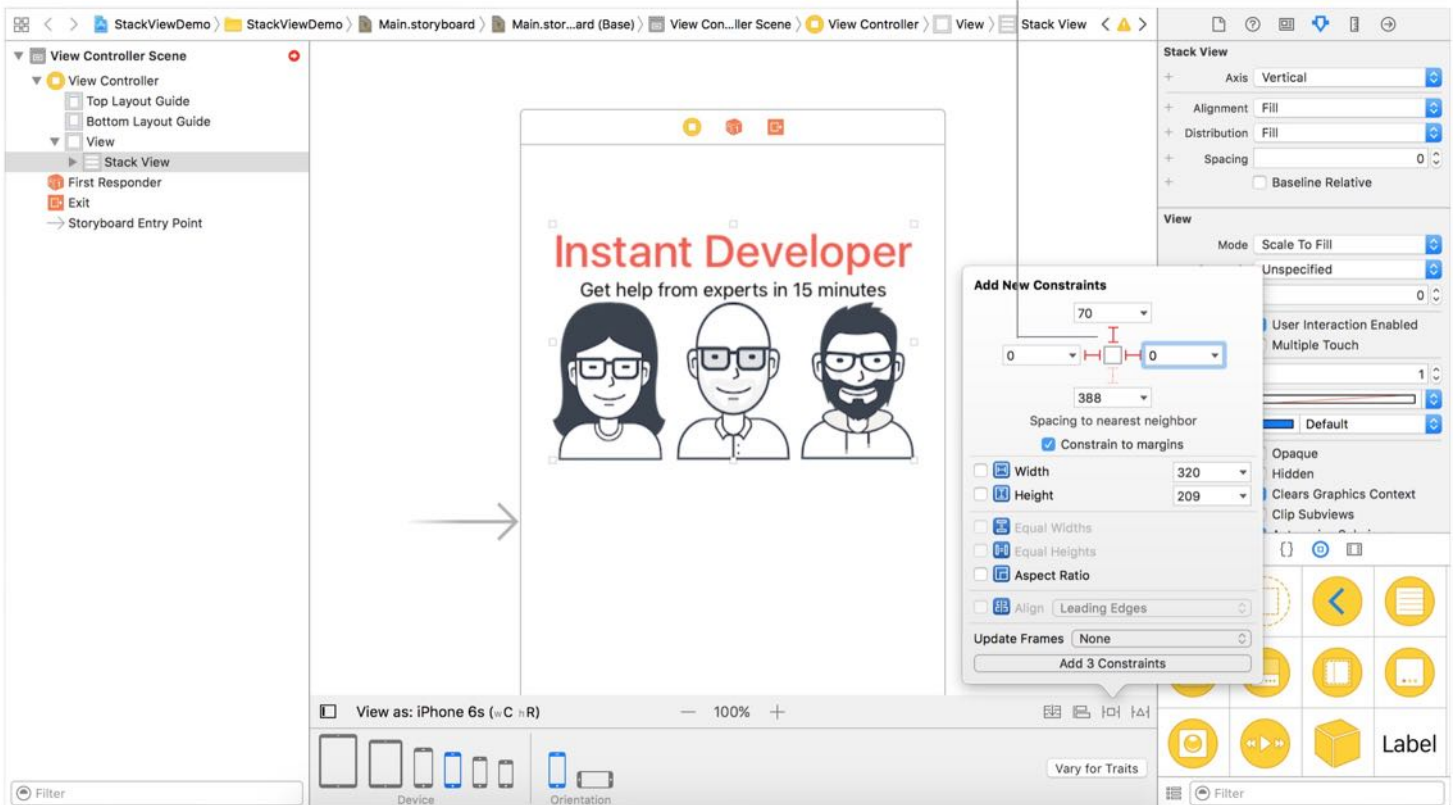 StackViewDemo StackViewDemo Main.storyboard Main.stor...ard (Base) View Con...ller Scene View Controller View Stack View
View Controller Scene
View Controller
Top Layout Guide
Bottom Layout Guide
View
Stack View
First Responder
Exit
Storyboard Entry Point
Filter
Instant Developer
Get help from experts in 15 minutes
View as: iPhone 6s (wC hR)
100%
Device
Orientation
Vary for Traits
Add New Constraints
70
0 0
388
Spacing to nearest neighbor
Constrain to margins
Width 320
Height 209
Equal Widths
Equal Heights
Aspect Ratio
Align Leading Edges
Update Frames None
Add 3 Constraints
Stack View
Axis Vertical
Alignment Fill
Distribution Fill
Spacing 0
Baseline Relative
View
Mode Scale To Fill
Unspecified
0
User Interaction Enabled
Multiple Touch
1
Default
Opaque
Hidden
Clears Graphics Context
Clip Subviews
{}
Label
Filter